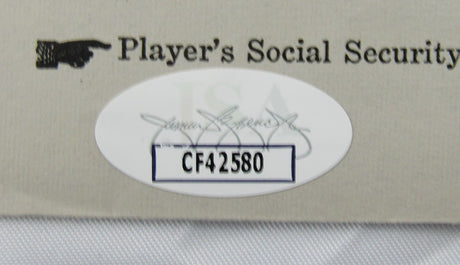 Player's Social Security
JSA
CF42580